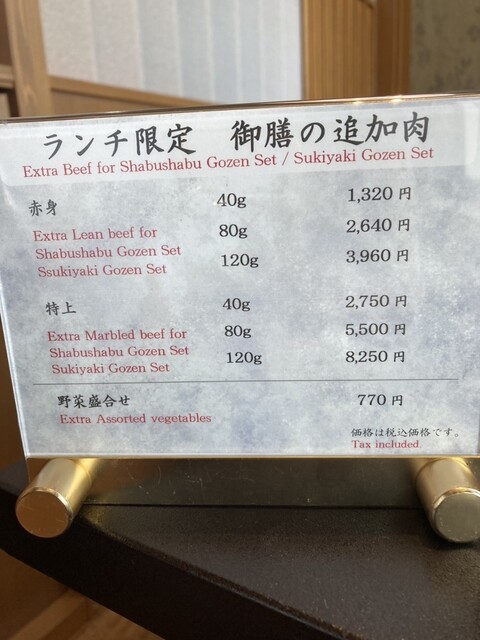 ランチ限定 御膳の追加肉
Extra Beef for Shabushabu Gozen Set / Sukiyaki Gozen Set
赤身 40g 1,320 円
Extra Lean beef for 80g 2,640 円
Shabushabu Gozen Set
Ssukiyaki Gozen Set 120g 3,960 円
特上 40g 2,750 円
Extra Marbled beef for 80g 5,500 円
Shabushabu Gozen Set
Sukiyaki Gozen Set 120g 8,250 円
野菜盛合せ 770 円
Extra Assorted vegetables
価格は税込価格です。
Tax included.